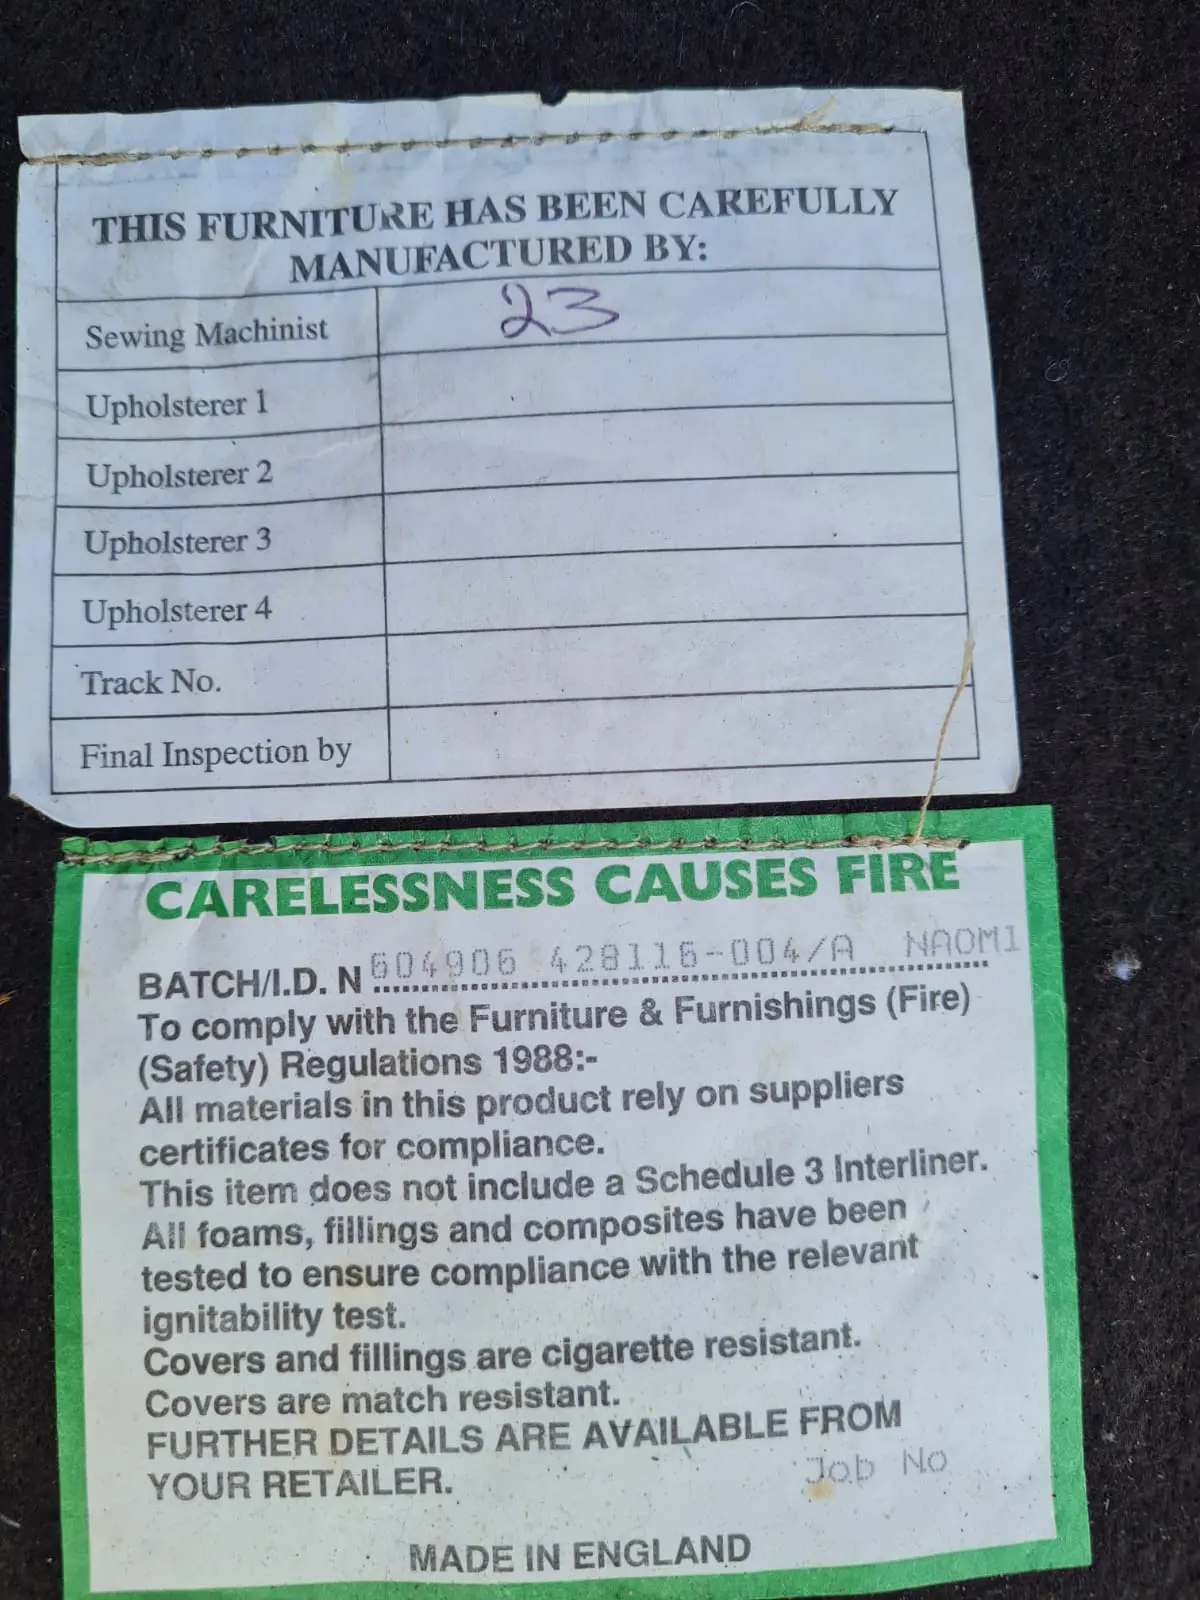 THIS FURNITURE HAS BEEN CAREFULLY
MANUFACTURED BY:
Sewing Machinist 23
Upholsterer 1
Upholsterer 2
Upholsterer 3
Upholsterer 4
Track No.
Final Inspection by
CARELESSNESS CAUSES FIRE
BATCH/I.D. N 604906 428116-004/A NAOMI
To comply with the Furniture & Furnishings (Fire)
(Safety) Regulations 1988:-
All materials in this product rely on suppliers
certificates for compliance.
This item does not include a Schedule 3 Interliner.
All foams, fillings and composites have been
tested to ensure compliance with the relevant
ignitability test.
Covers and fillings are cigarette resistant.
Covers are match resistant.
FURTHER DETAILS ARE AVAILABLE FROM
YOUR RETAILER.
Job No
MADE IN ENGLAND